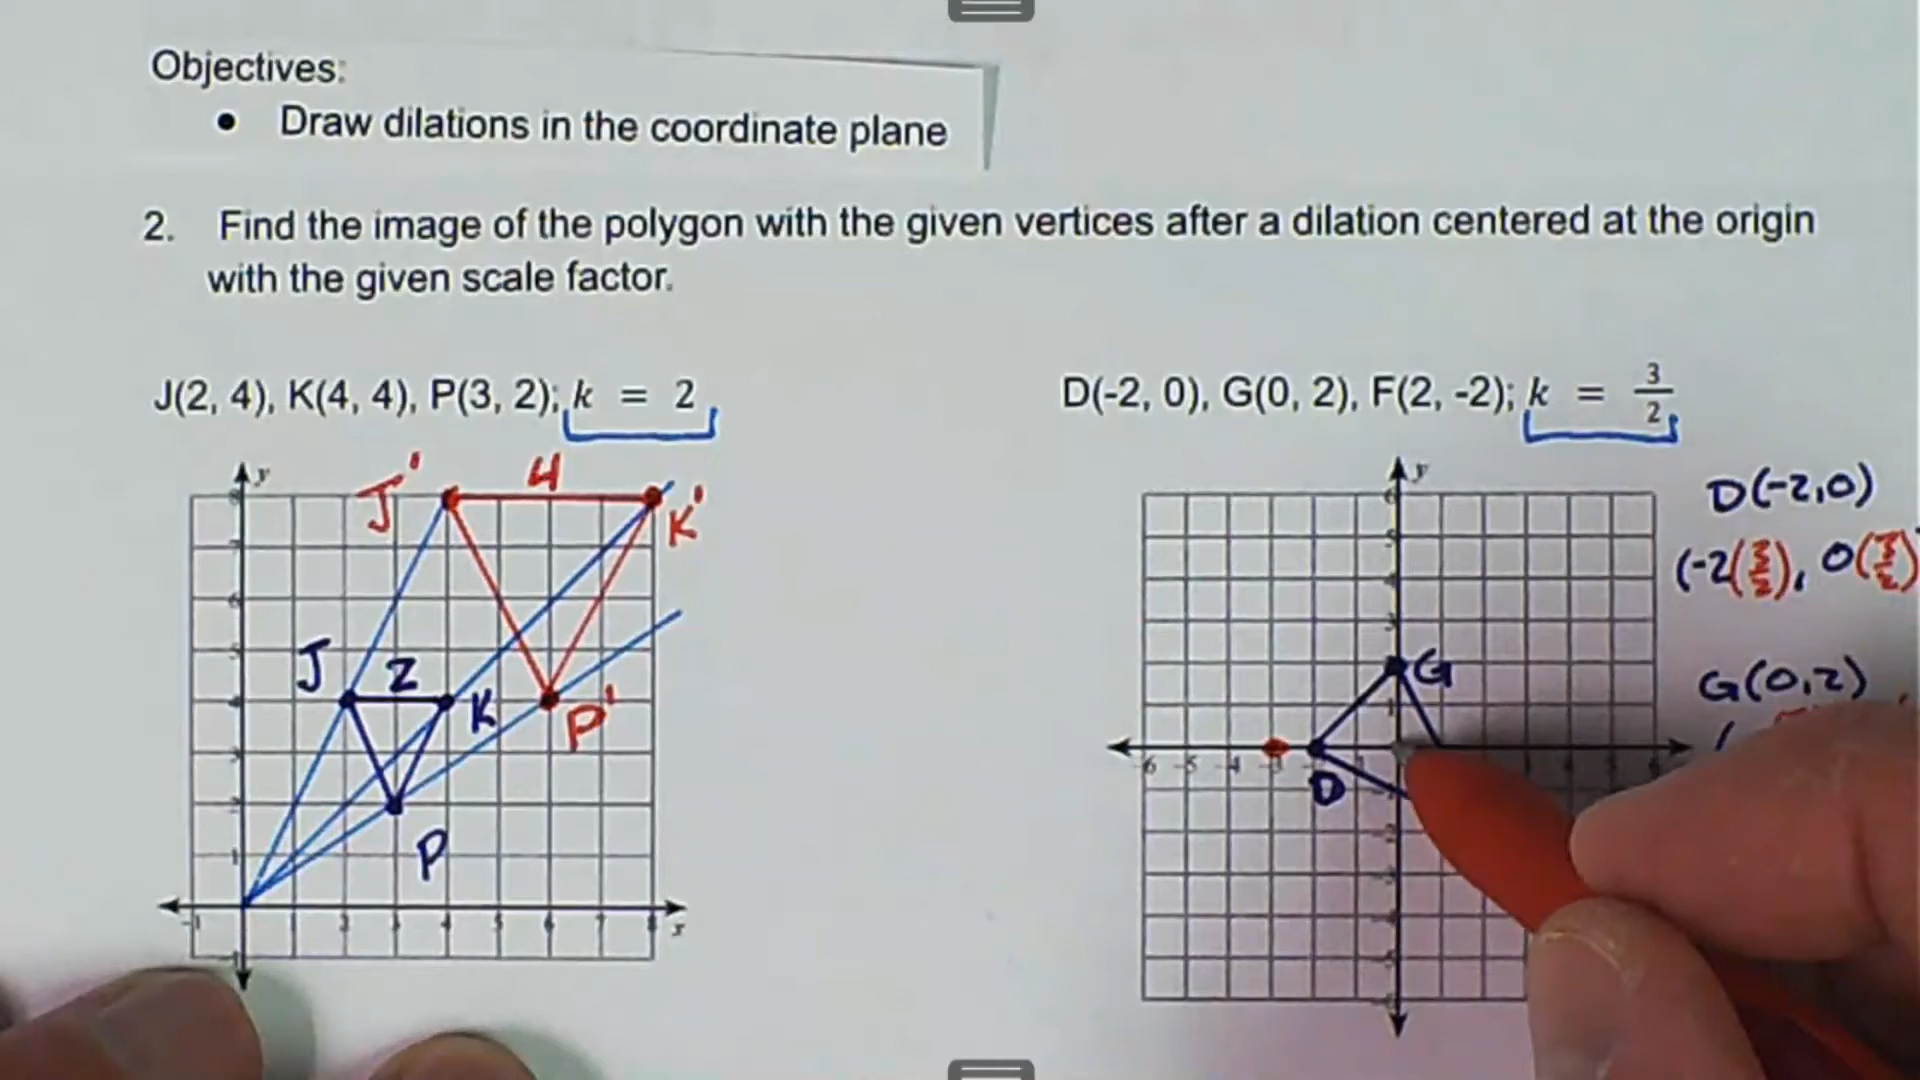 Objectives:
• Draw dilations in the coordinate plane
2. Find the image of the polygon with the given vertices after a dilation centered at the origin
with the given scale factor.
J(2, 4), K(4, 4), P(3, 2); k = 2
D(-2, 0), G(0, 2), F(2, -2); k = 3/2
y
J'
4
K'
J
2
K
P'
P
x
y
D(-2,0)
(-2(3/2), 0(3/2)
G(0,2)
G
D